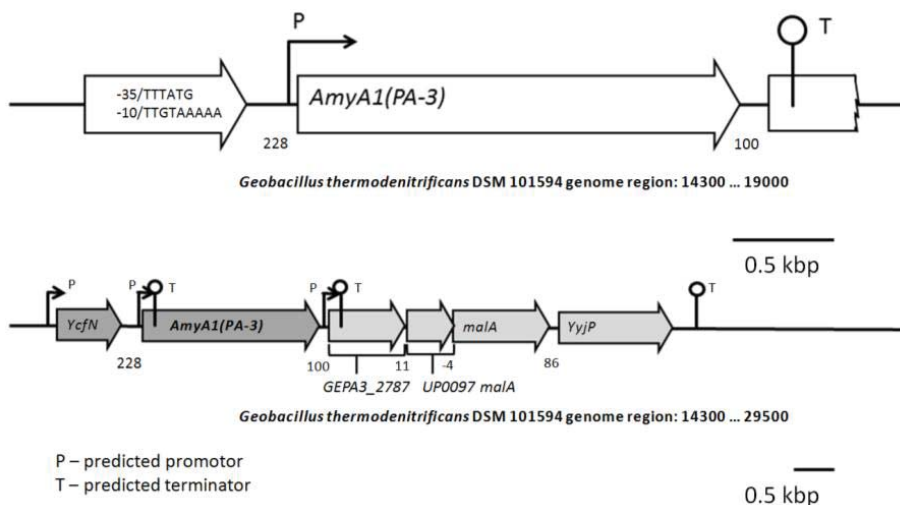 P
T
-35/TTTATG
-10/TTGTAAAAA
AmyA1(PA-3)
228
100
Geobacillus thermodenitrificans DSM 101594 genome region: 14300 ... 19000
0.5 kbp
P
P
T
P
T
T
YcfN
AmyA1(PA-3)
malA
YyjP
228
100
11
-4
86
GEPA3_2787
UP0097 malA
Geobacillus thermodenitrificans DSM 101594 genome region: 14300 ... 29500
P – predicted promotor
T – predicted terminator
0.5 kbp